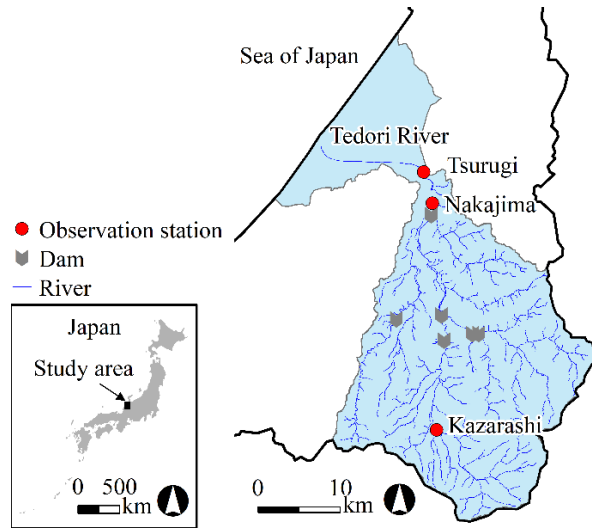 Sea of Japan
Tedori River
Tsurugi
Nakajima
Observation station
Dam
River
Japan
Study area
Kazarashi
0 500
km
0 10
km